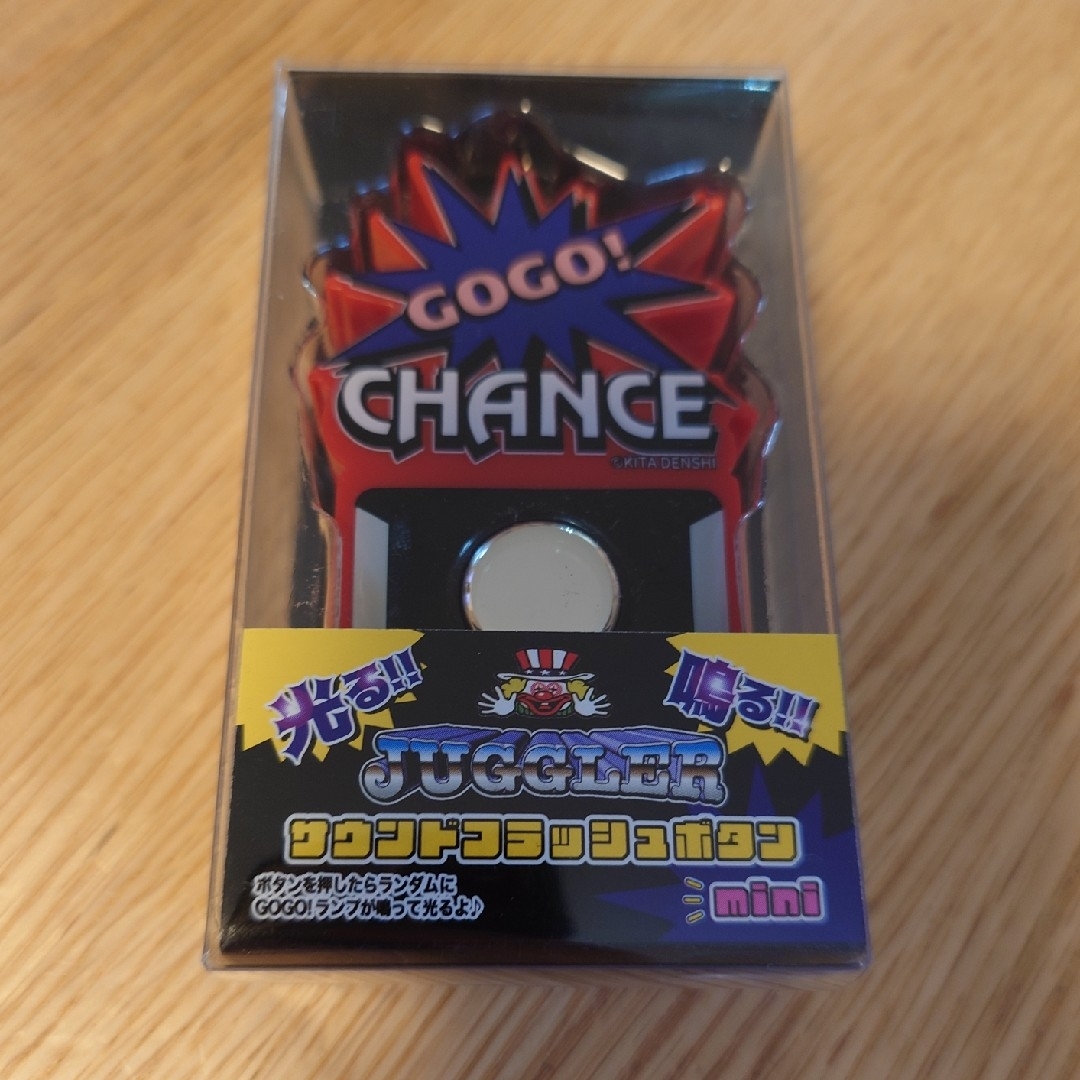 GOGO!
CHANCE
©KITA DENSHI
光る!!
鳴る!!
JUGGLER
サウンドフラッシュボタン
mini
ボタンを押したらランダムに
GOGO!ランプが鳴って光るよ♪